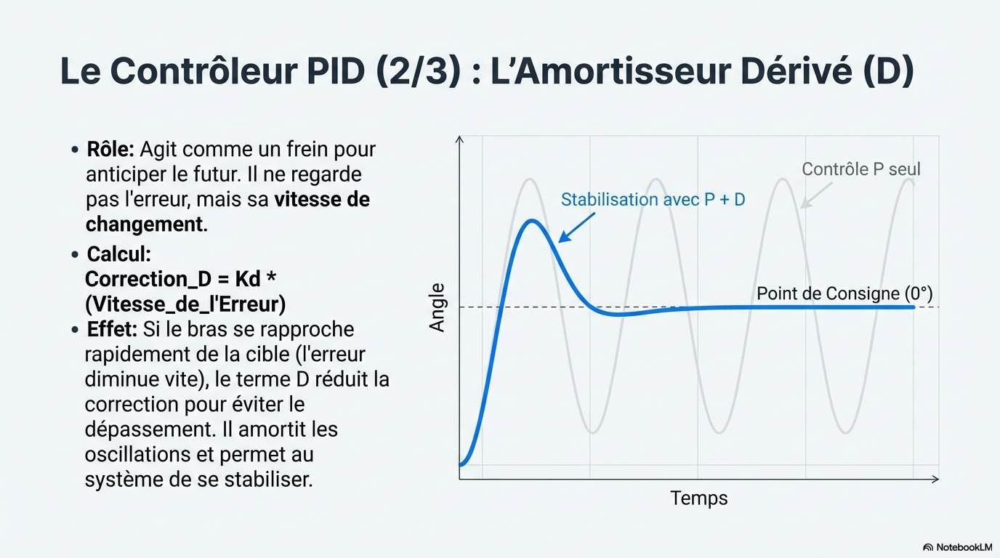 Le Contrôleur PID (2/3) : L’Amortisseur Dérivé (D)
• Rôle: Agit comme un frein pour
anticiper le futur. Il ne regarde
pas l'erreur, mais sa vitesse de
changement.
• Calcul:
Correction_D = Kd *
(Vitesse_de_l'Erreur)
• Effet: Si le bras se rapproche
rapidement de la cible (l'erreur
diminue vite), le terme D réduit la
correction pour éviter le
dépassement. Il amortit les
oscillations et permet au
système de se stabiliser.
Contrôle P seul
Stabilisation avec P + D
Point de Consigne (0°)
Angle
Temps
NotebookLM